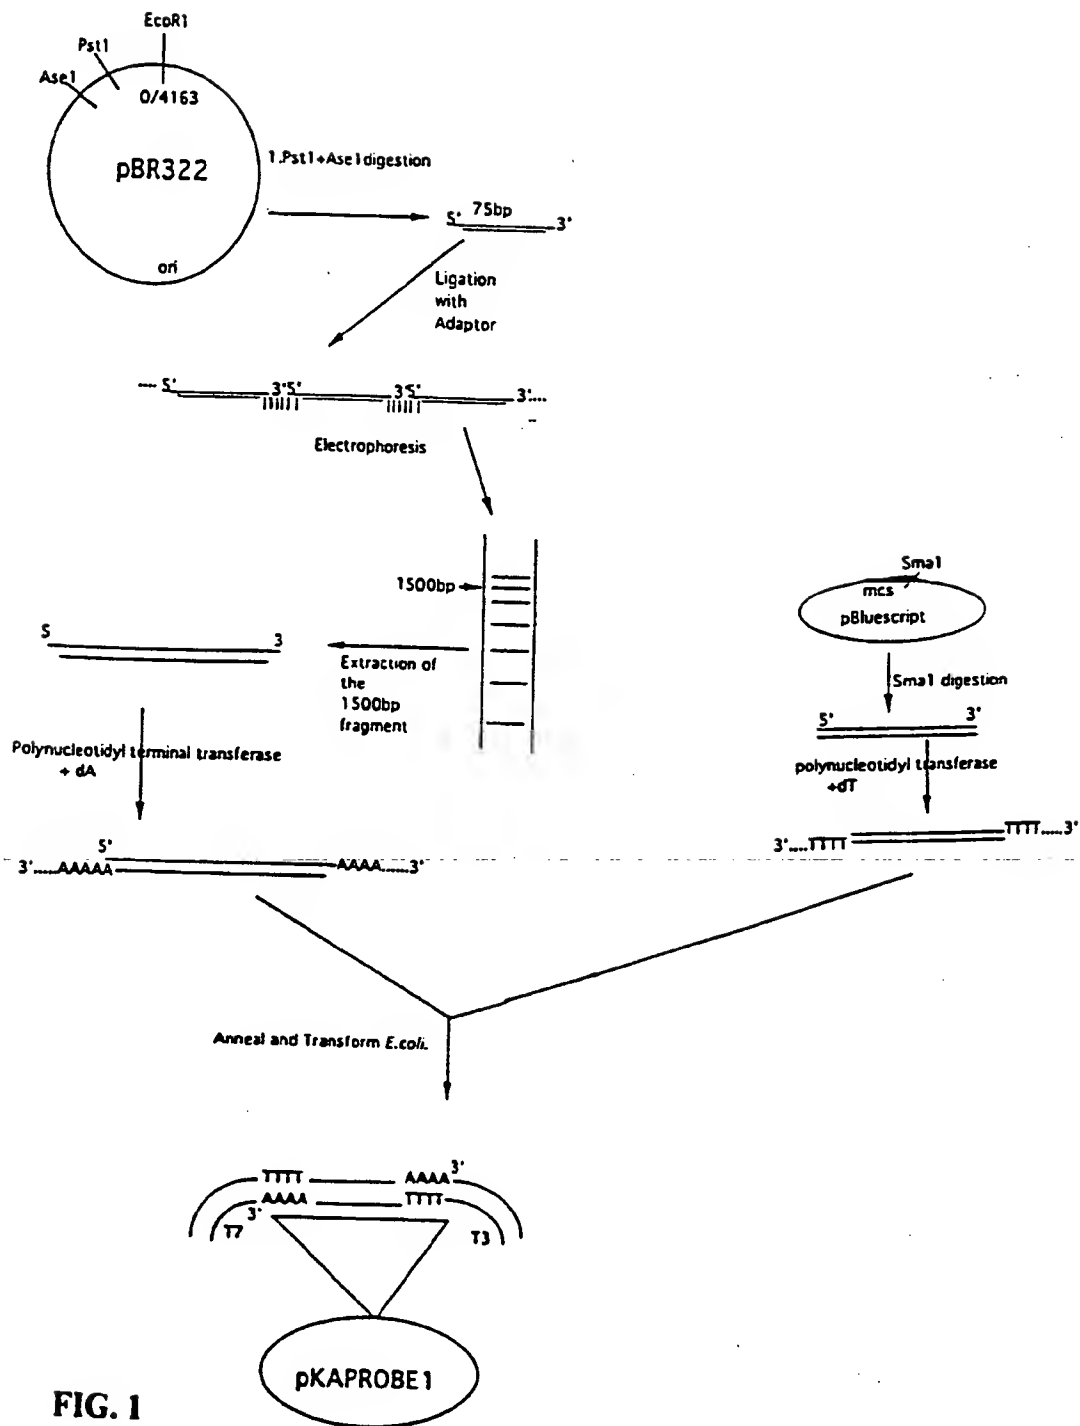 EcoR1
Pst1
Ase1
0/4163
pBR322
ori
1.Pst1+Ase1digestion
5' 75bp 3'
Ligation
with
Adaptor
---- 5' 3'5' 3'5' 3'....
Electrophoresis
1500bp
Sma1
mcs
pBluescript
5 3
Extraction of
the
1500bp
fragment
Sma1 digestion
5' 3'
Polynucleotidyl terminal transferase
+ dA
polynucleotidyl transferase
+dT
3'....TTTT TTTT.....3'
5'
3'.....AAAAA AAAA......3'
Anneal and Transform E.coli.
TTTT AAAA 3'
AAAA TTTT
3'
T7 T3
pKAPROBE1
FIG. 1